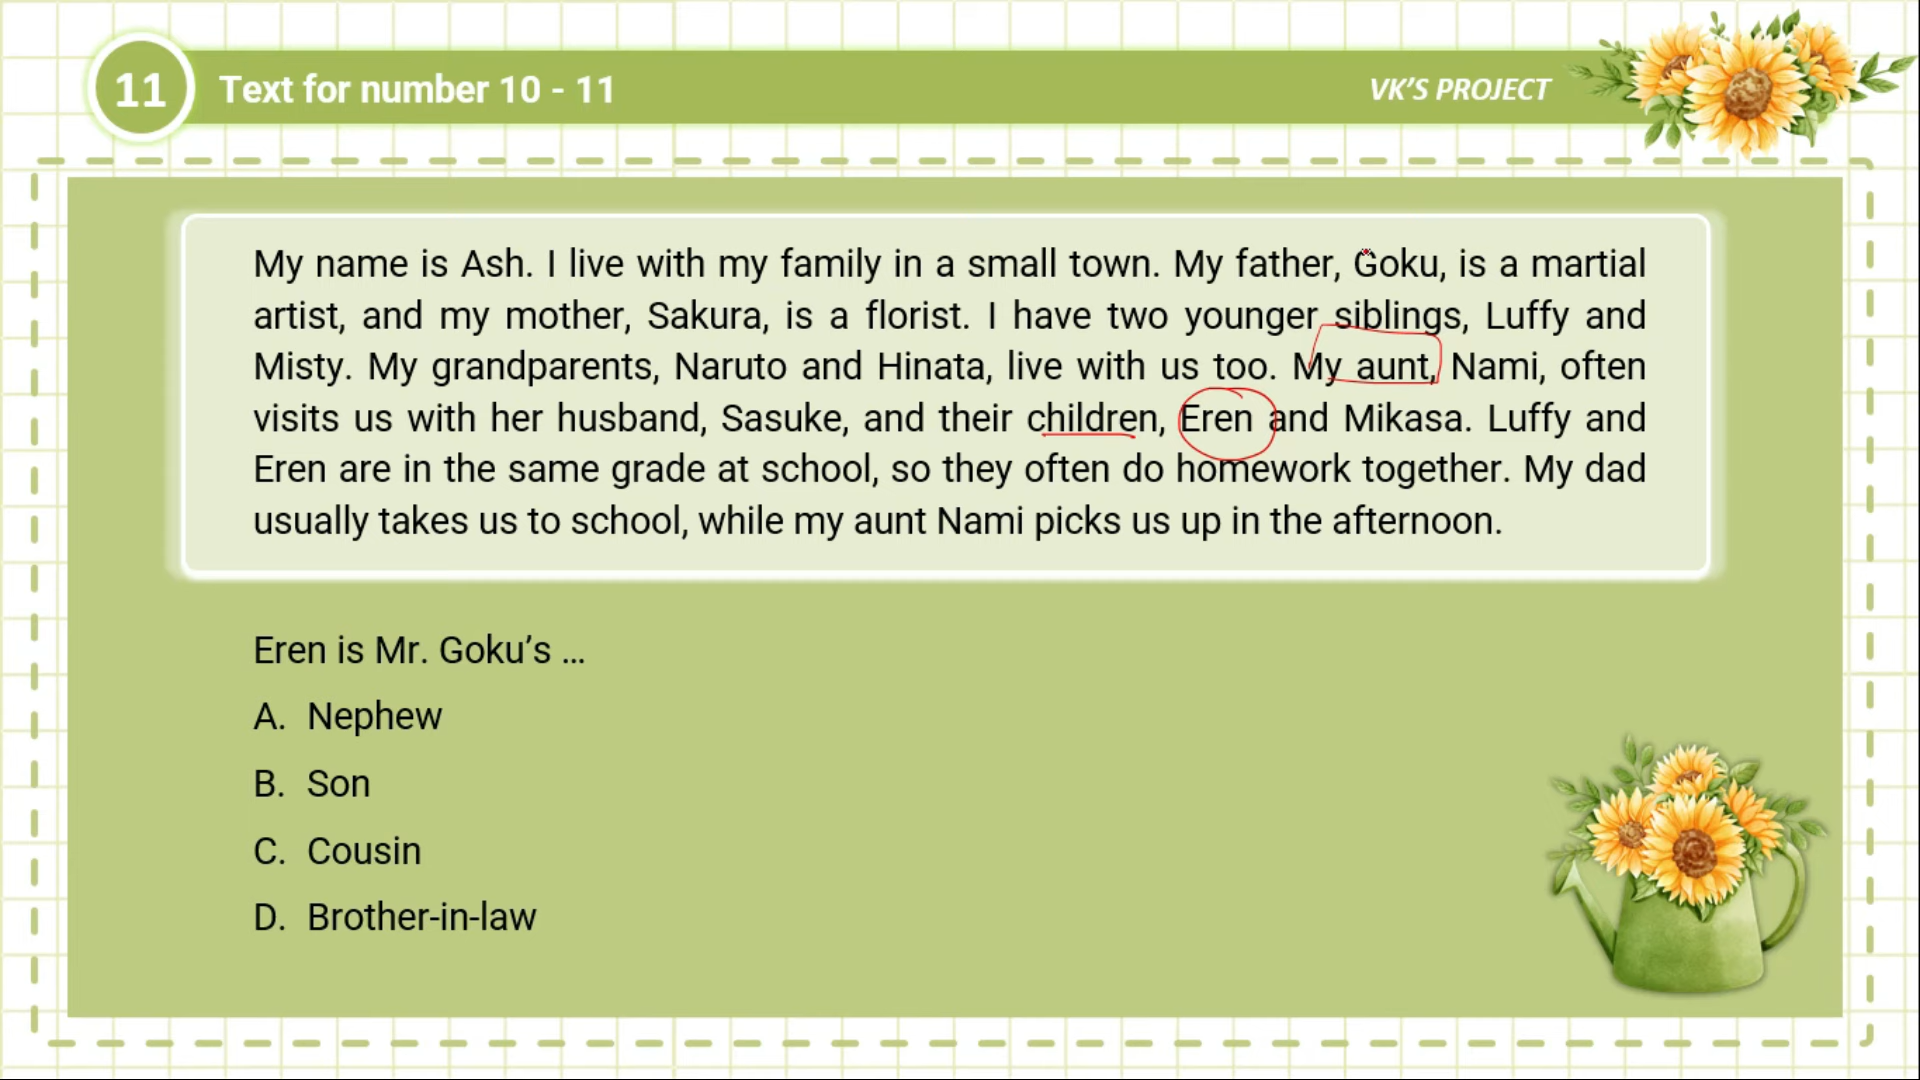 11
Text for number 10 - 11
VK'S PROJECT
My name is Ash. I live with my family in a small town. My father, Goku, is a martial
artist, and my mother, Sakura, is a florist. I have two younger siblings, Luffy and
Misty. My grandparents, Naruto and Hinata, live with us too. My aunt, Nami, often
visits us with her husband, Sasuke, and their children, Eren and Mikasa. Luffy and
Eren are in the same grade at school, so they often do homework together. My dad
usually takes us to school, while my aunt Nami picks us up in the afternoon.
Eren is Mr. Goku’s ...
A. Nephew
B. Son
C. Cousin
D. Brother-in-law